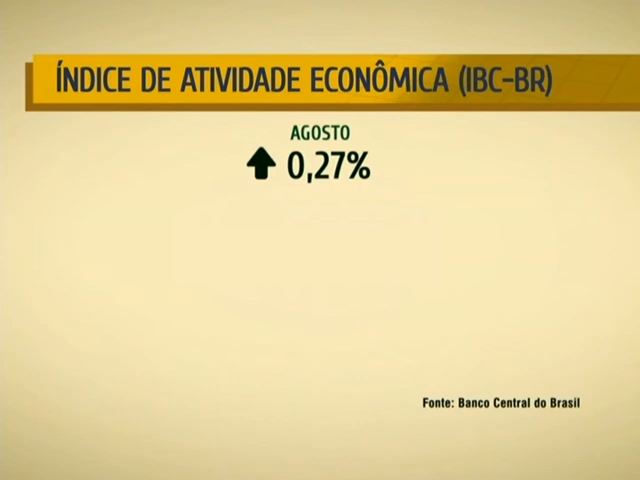 ÍNDICE DE ATIVIDADE ECONÔMICA (IBC-BR)
AGOSTO
0,27%
Fonte: Banco Central do Brasil